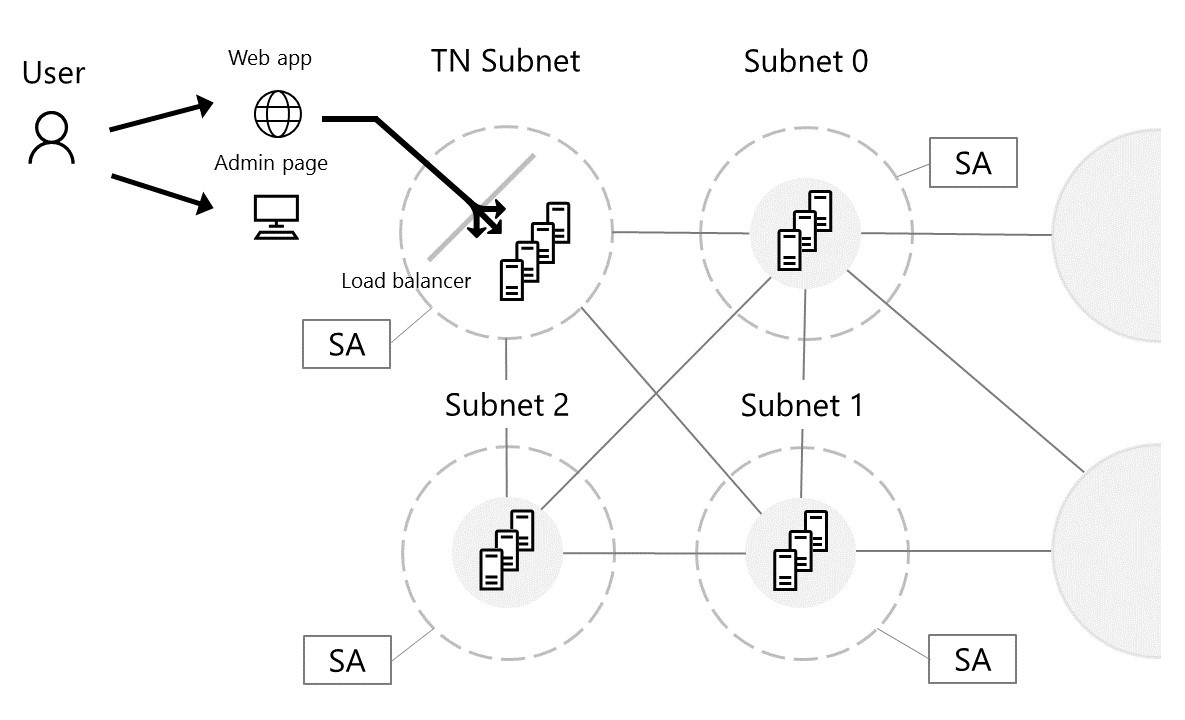 User
Web app
Admin page
TN Subnet
Subnet 0
SA
Load balancer
SA
Subnet 2
Subnet 1
SA
SA